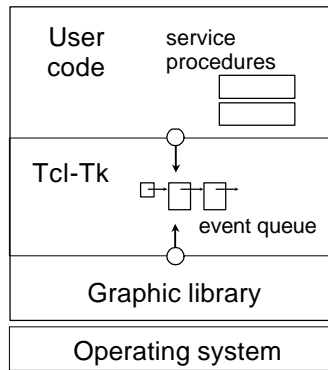 User
code
service
procedures
Tcl-Tk
event queue
Graphic library
Operating system